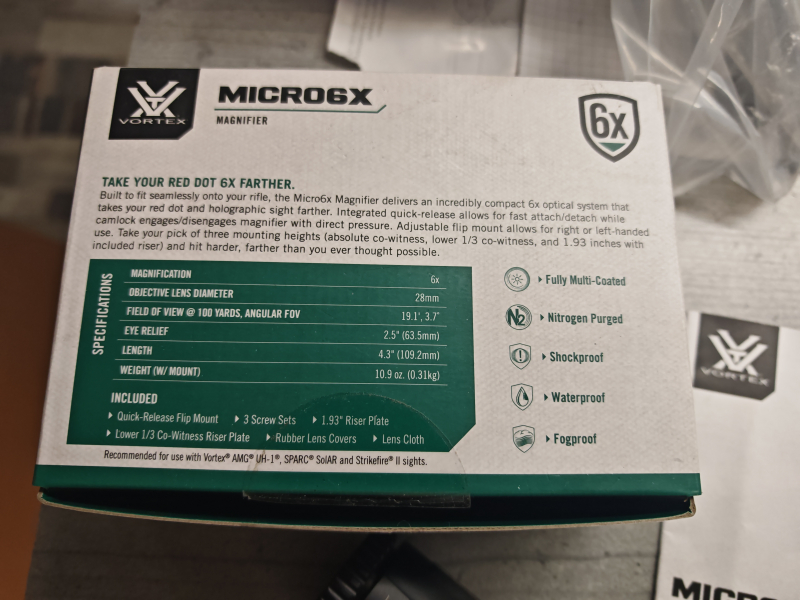 VORTEX
MICRO6X
MAGNIFIER
6x
TAKE YOUR RED DOT 6X FARTHER.
Built to fit seamlessly onto your rifle, the Micro6x Magnifier delivers an incredibly compact 6x optical system that
takes your red dot and holographic sight farther. Integrated quick-release allows for fast attach/detach while
camlock engages/disengages magnifier with direct pressure. Adjustable flip mount allows for right or left-handed
use. Take your pick of three mounting heights (absolute co-witness, lower 1/3 co-witness, and 1.93 inches with
included riser) and hit harder, farther than you ever thought possible.
SPECIFICATIONS
MAGNIFICATION 6x
OBJECTIVE LENS DIAMETER 28mm
FIELD OF VIEW @ 100 YARDS, ANGULAR FOV 19.1', 3.7˚
EYE RELIEF 2.5" (63.5mm)
LENGTH 4.3" (109.2mm)
WEIGHT (W/ MOUNT) 10.9 oz. (0.31kg)
INCLUDED
Quick-Release Flip Mount 3 Screw Sets 1.93" Riser Plate
Lower 1/3 Co-Witness Riser Plate Rubber Lens Covers Lens Cloth
Recommended for use with Vortex® AMG® UH-1®, SPARC® SolAR and Strikefire® II sights.
Fully Multi-Coated
N2 Nitrogen Purged
Shockproof
Waterproof
Fogproof
VORTEX